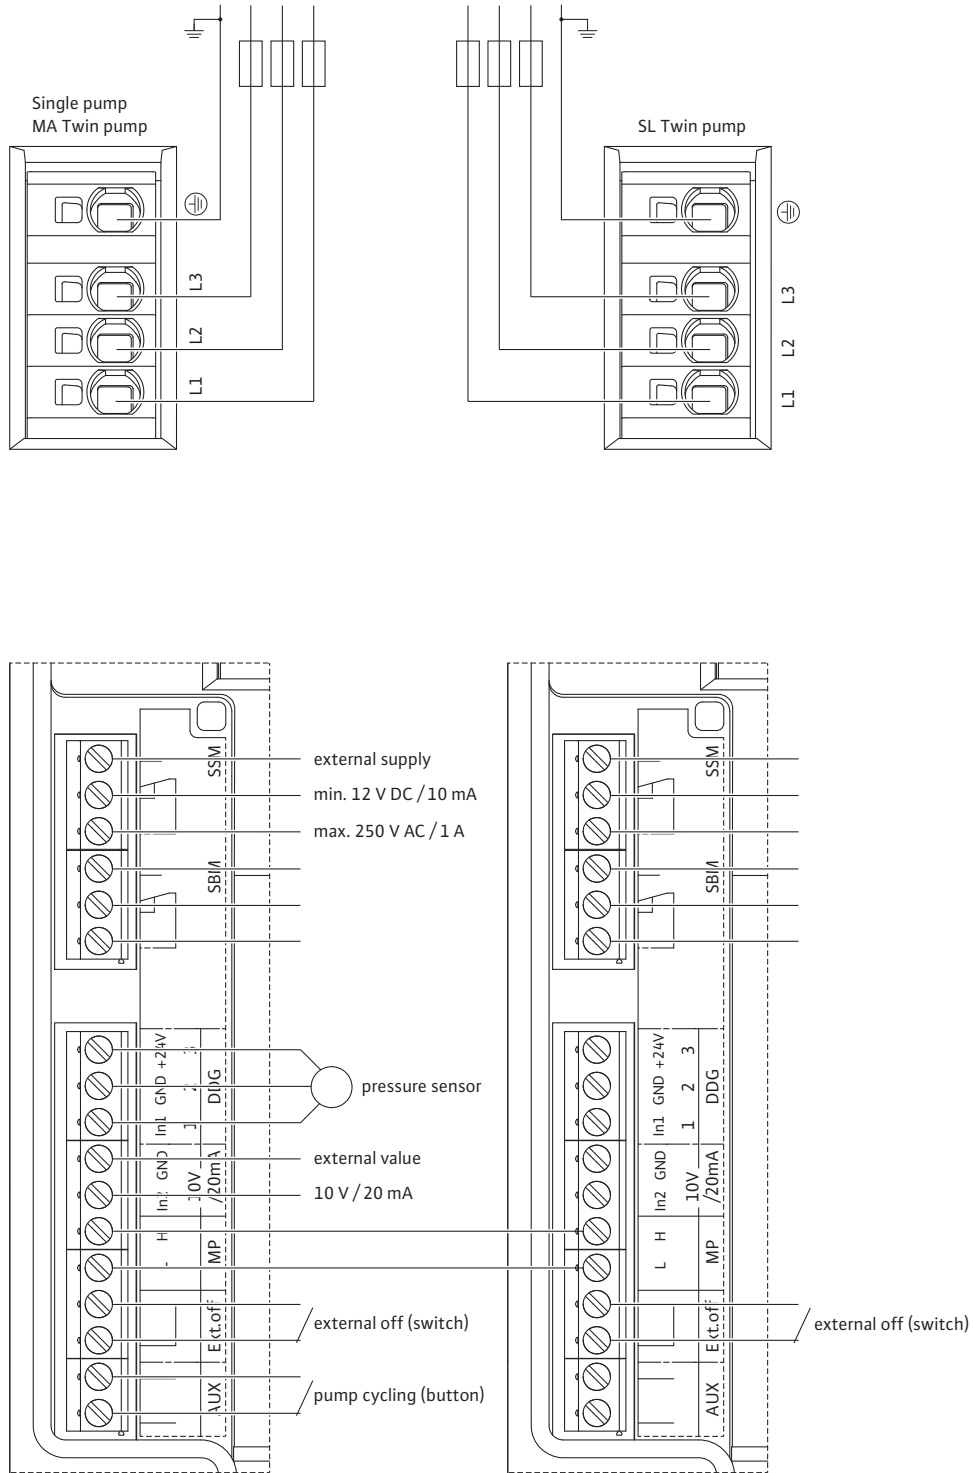 Single pump
MA Twin pump
SL Twin pump
L3
L2
L1
L3
L2
L1
SSM
external supply
min. 12 V DC / 10 mA
max. 250 V AC / 1 A
SBM
SSM
SBM
In1 GND +24V
1 2 3
DDG
pressure sensor
In2 GND
10V
/20mA
external value
10 V / 20 mA
H
MP
Ext.off
external off (switch)
AUX
pump cycling (button)
In1 GND +24V
1 2 3
DDG
In2 GND
10V
/20mA
L H
MP
Ext.off
external off (switch)
AUX